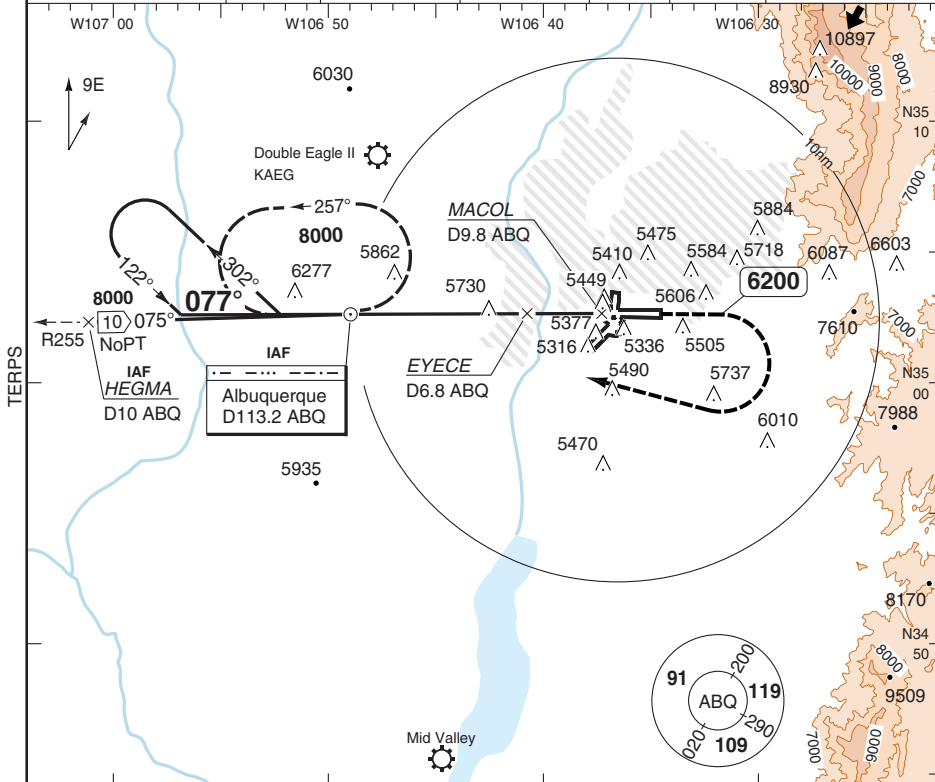 W107 00
W106 50
W106 40
W106 30
9E
6030
10897
10000
9000
8000
8930
N35
10
10nm
7000
Double Eagle II
KAEG
257°
8000
MACOL
D9.8 ABQ
5884
5475
5410
5584
5718
6087
6603
5862
302°
122°
6277
5449
5730
5606
6200
8000
077°
10
075°
NoPT
R255
5377
5316
5336
5505
7610
7000
IAF
HEGMA
D10 ABQ
IAF
Albuquerque
D113.2 ABQ
EYECE
D6.8 ABQ
5490
5737
N35
00
TERPS
7988
6010
5470
5935
8170
N34
50
8000
9509
91
200
ABQ
119
290
020
109
7000
9000
Mid Valley